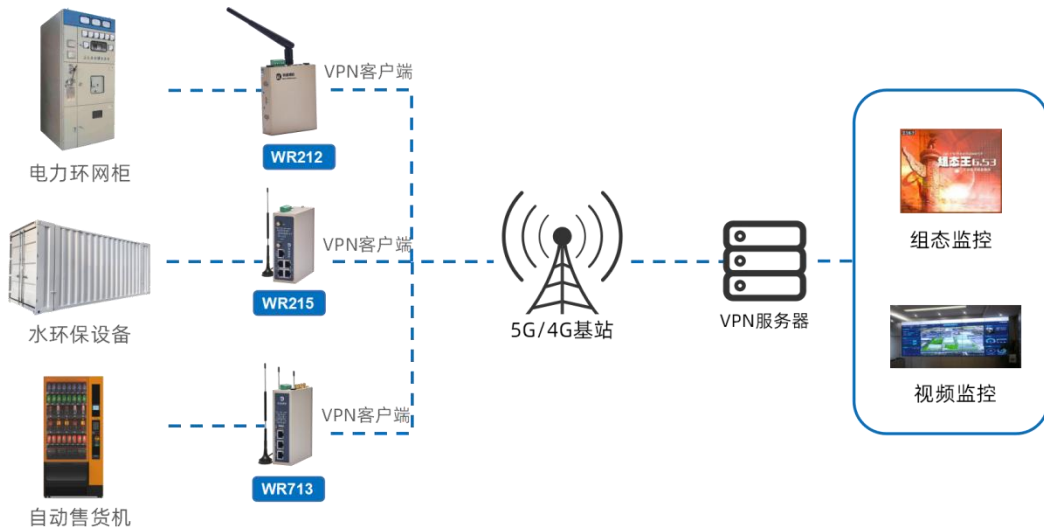 VPN客户端
WR212
电力环网柜
VPN客户端
WR215
水环保设备
VPN客户端
WR713
自动售货机
5G/4G基站
VPN服务器
组态王6.53
组态监控
视频监控